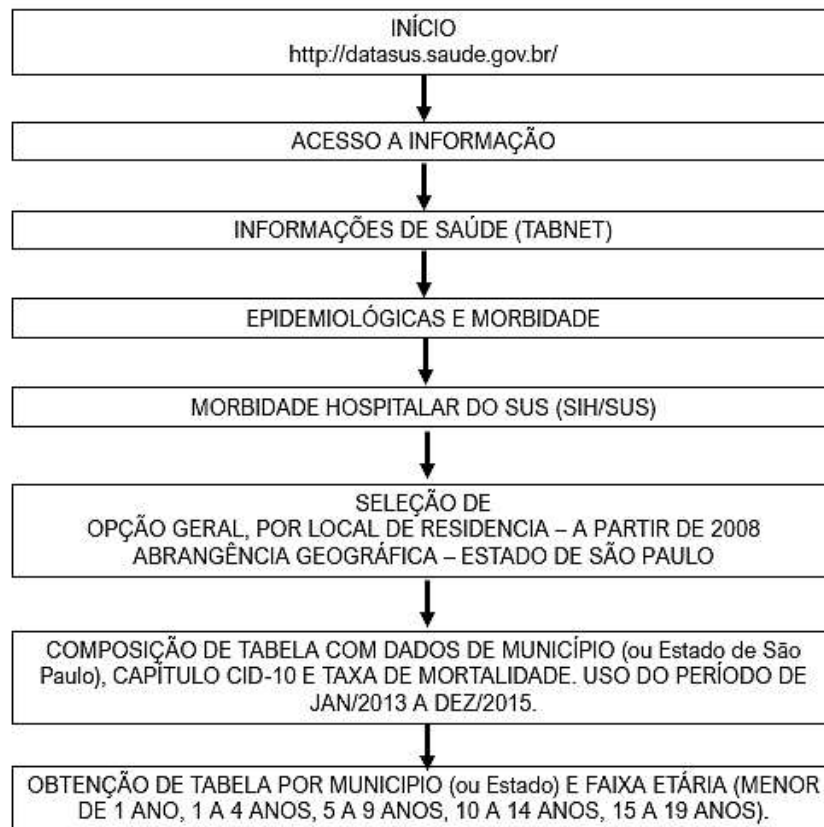 INÍCIO
http://datasus.saude.gov.br/
ACESSO A INFORMAÇÃO
INFORMAÇÕES DE SAÚDE (TABNET)
EPIDEMIOLÓGICAS E MORBIDADE
MORBIDADE HOSPITALAR DO SUS (SIH/SUS)
SELEÇÃO DE
OPÇÃO GERAL, POR LOCAL DE RESIDENCIA – A PARTIR DE 2008
ABRANGÊNCIA GEOGRÁFICA – ESTADO DE SÃO PAULO
COMPOSIÇÃO DE TABELA COM DADOS DE MUNICÍPIO (ou Estado de São
Paulo), CAPÍTULO CID-10 E TAXA DE MORTALIDADE. USO DO PERÍODO DE
JAN/2013 A DEZ/2015.
OBTENÇÃO DE TABELA POR MUNICIPIO (ou Estado) E FAIXA ETÁRIA (MENOR
DE 1 ANO, 1 A 4 ANOS, 5 A 9 ANOS, 10 A 14 ANOS, 15 A 19 ANOS).